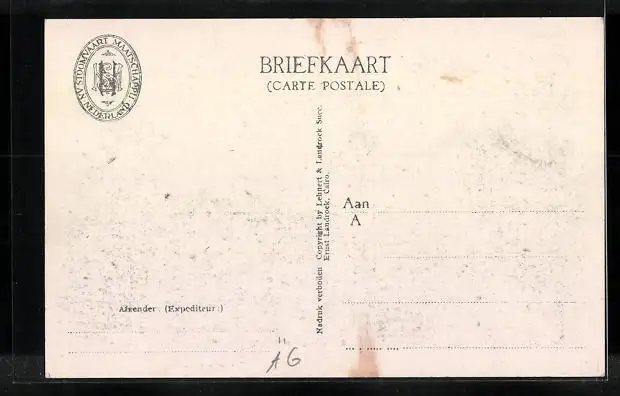 N.V. STOOMVAART MAATSCHAPPIJ NEDERLAND
BRIEFKAART
(CARTE POSTALE)
Nadruk verboden Copyright by Lehnert & Landrock Succ.
Ernst Landrock, Cairo.
Aan
A
Afzender : (Expediteur :)
AG